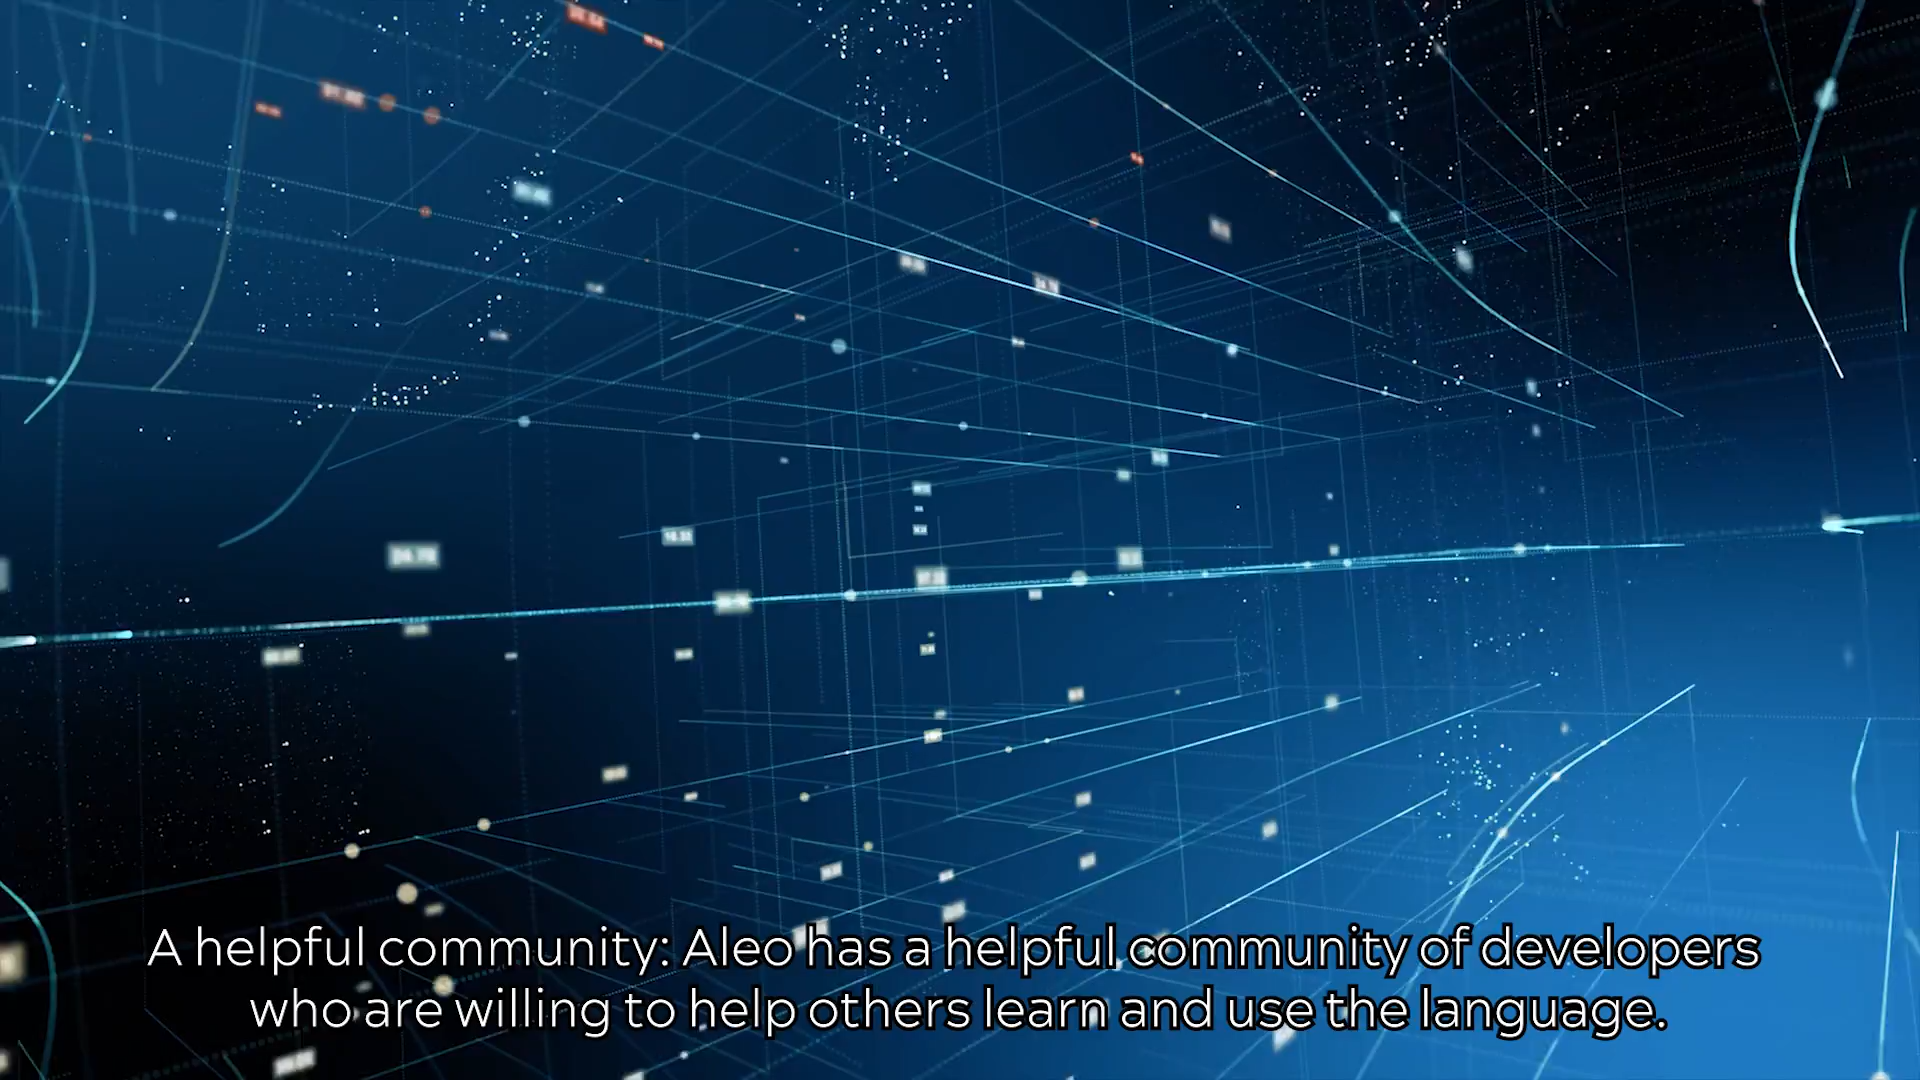 A helpful community: Aleo has a helpful community of developers
who are willing to help others learn and use the language.